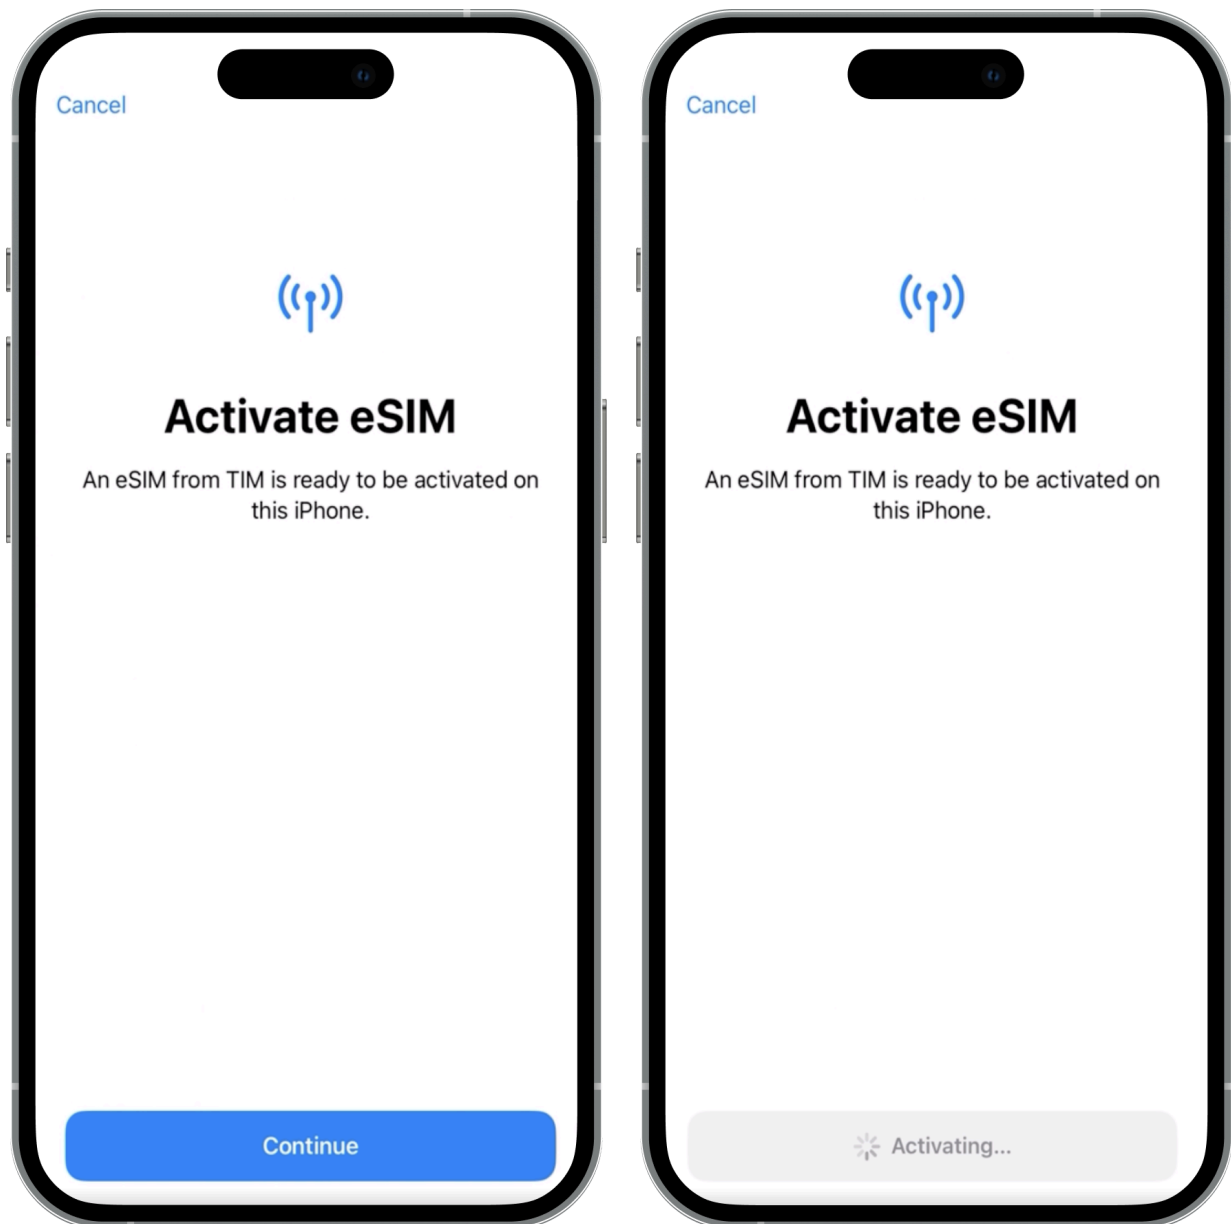 Cancel
Activate eSIM
An eSIM from TIM is ready to be activated on
this iPhone.
Continue
Cancel
Activate eSIM
An eSIM from TIM is ready to be activated on
this iPhone.
Activating...